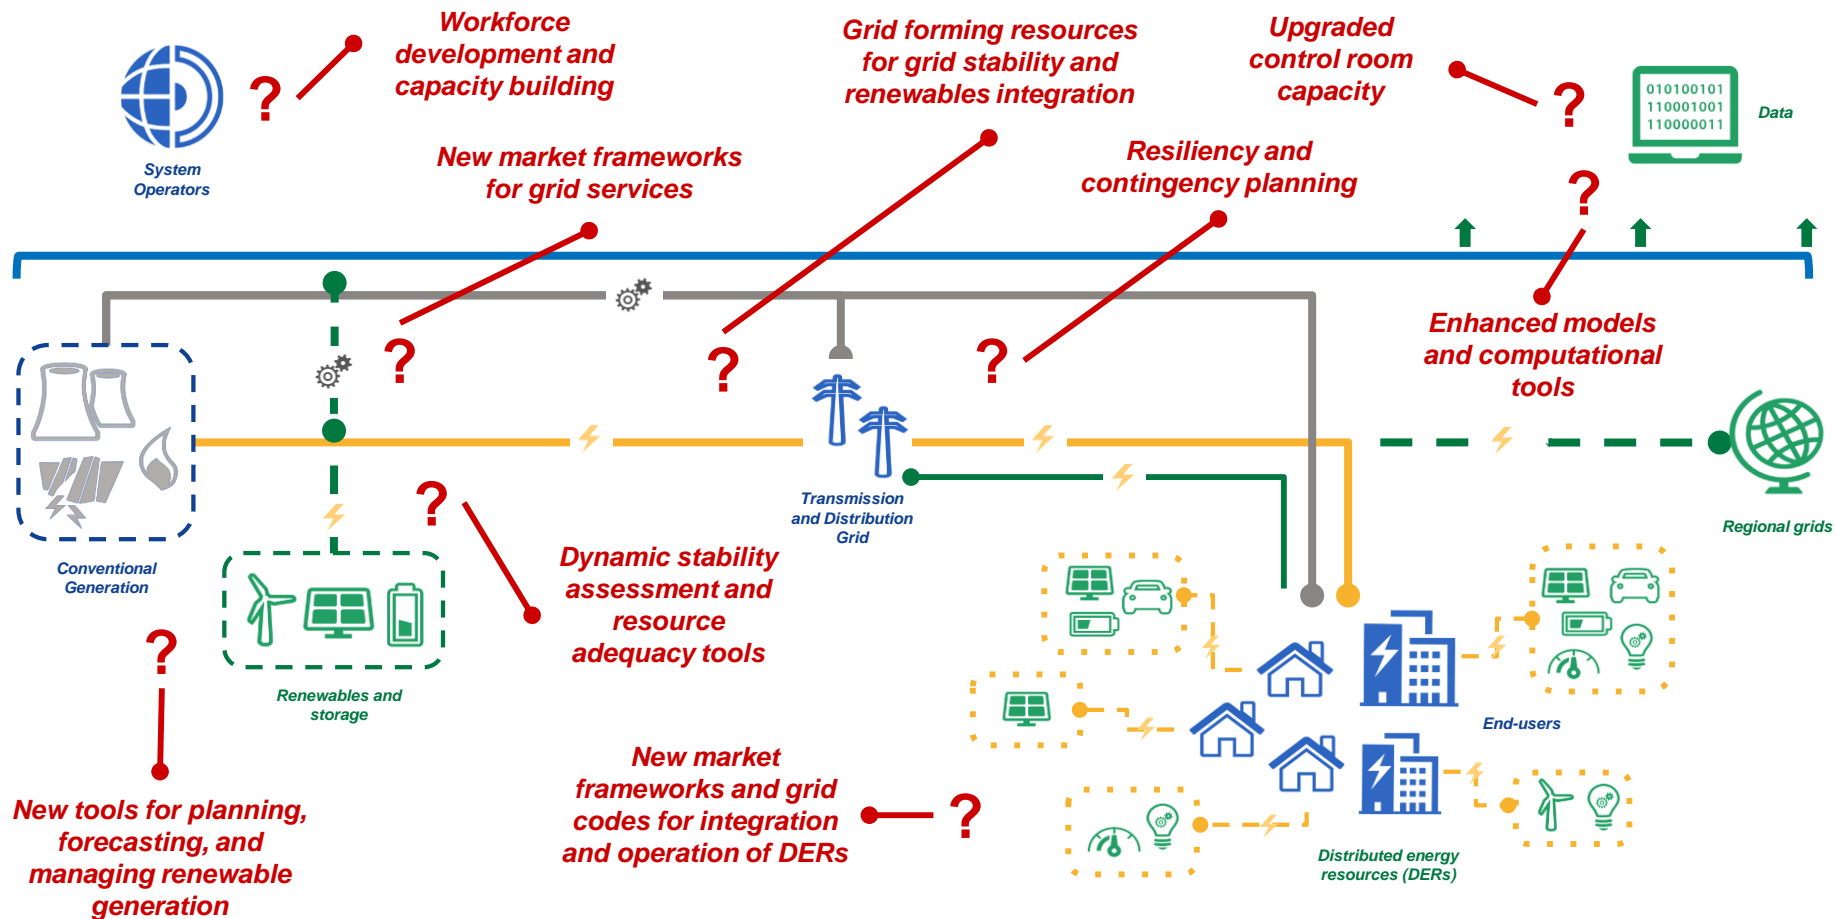 Workforce
development and
capacity building
?
System
Operators
New market frameworks
for grid services
?
Grid forming resources
for grid stability and
renewables integration
?
Resiliency and
contingency planning
?
Upgraded
control room
capacity
?
010100101
110001001
110000011
Data
?
Enhanced models
and computational
tools
Conventional
Generation
?
Renewables and
storage
?
Dynamic stability
assessment and
resource
adequacy tools
Transmission
and Distribution
Grid
Regional grids
New tools for planning,
forecasting, and
managing renewable
generation
New market
frameworks and grid
codes for integration
and operation of DERs
?
End-users
Distributed energy
resources (DERs)